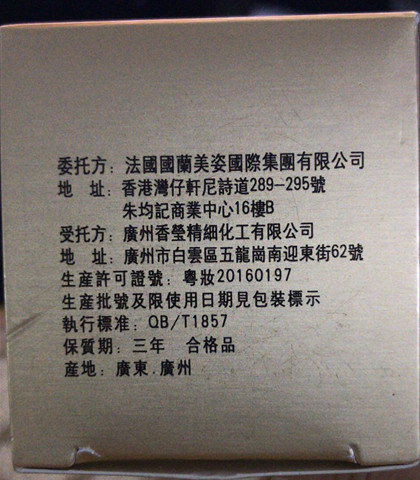 委托方：法國國蘭美姿國際集團有限公司
地　址：香港灣仔軒尼詩道289-295號
朱均記商業中心16樓B
受托方：廣州香瑩精細化工有限公司
地　址：廣州市白雲區五龍崗南迎東街62號
生産許可證號：粵妝20160197
生産批號及限使用日期見包裝標示
執行標准：QB/T1857
保質期：三年　合格品
産地：廣東.廣州